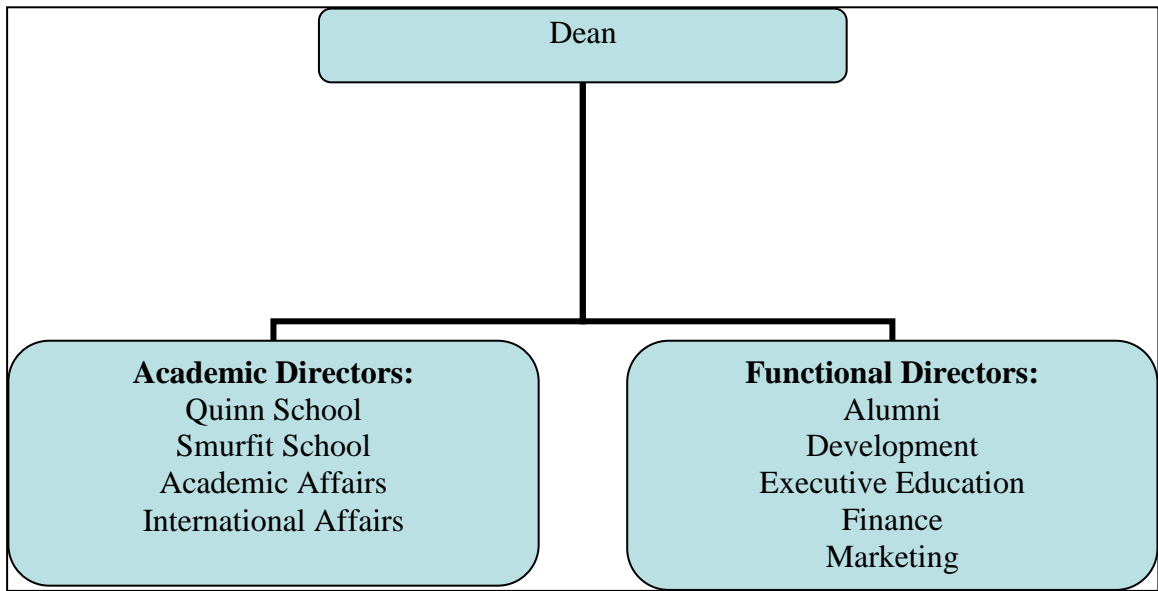 Dean
Academic Directors:
Quinn School
Smurfit School
Academic Affairs
International Affairs
Functional Directors:
Alumni
Development
Executive Education
Finance
Marketing